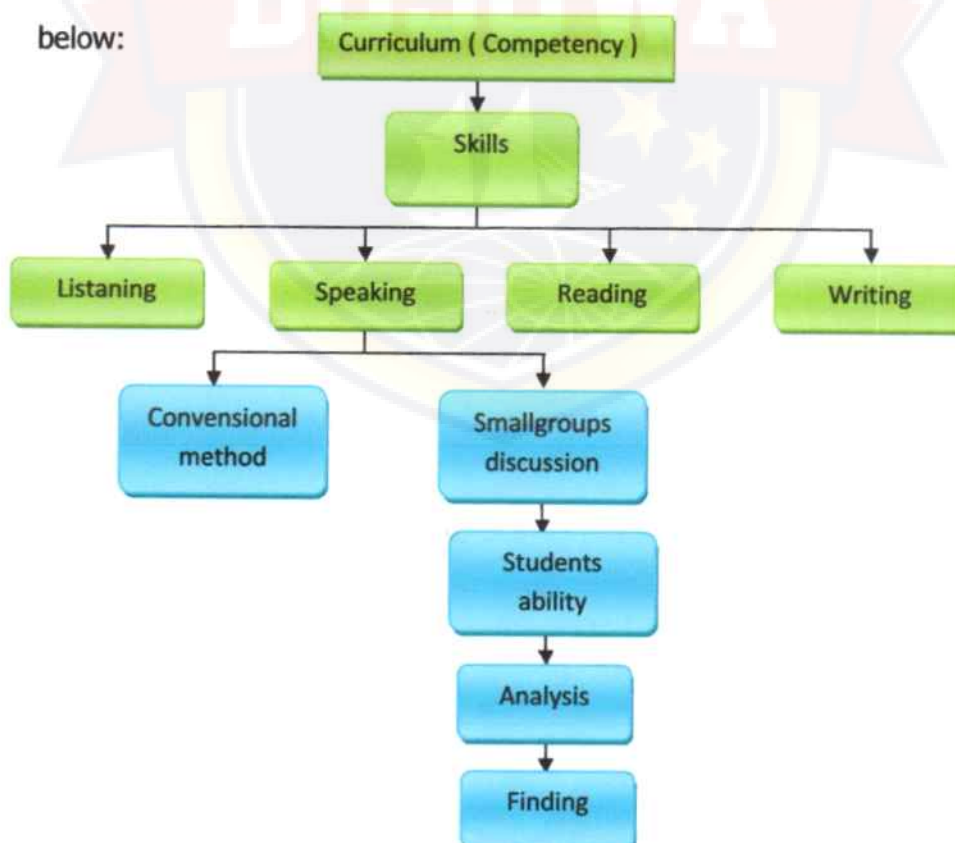 below:
Curriculum ( Competency )
Skills
Listaning
Speaking
Reading
Writing
Convensional
method
Smallgroups
discussion
Students
ability
Analysis
Finding